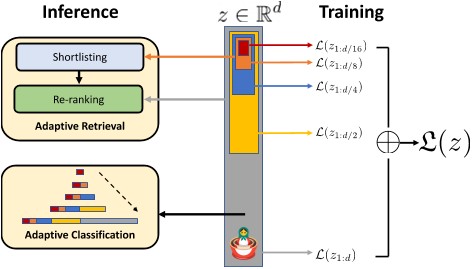 Inference
z ∈ ℝ^d
Training
Shortlisting
Re-ranking
Adaptive Retrieval
Adaptive Classification
ℒ(z_{1:d/16})
ℒ(z_{1:d/8})
ℒ(z_{1:d/4})
ℒ(z_{1:d/2})
ℒ(z_{1:d})
⊕
𝕷(z)